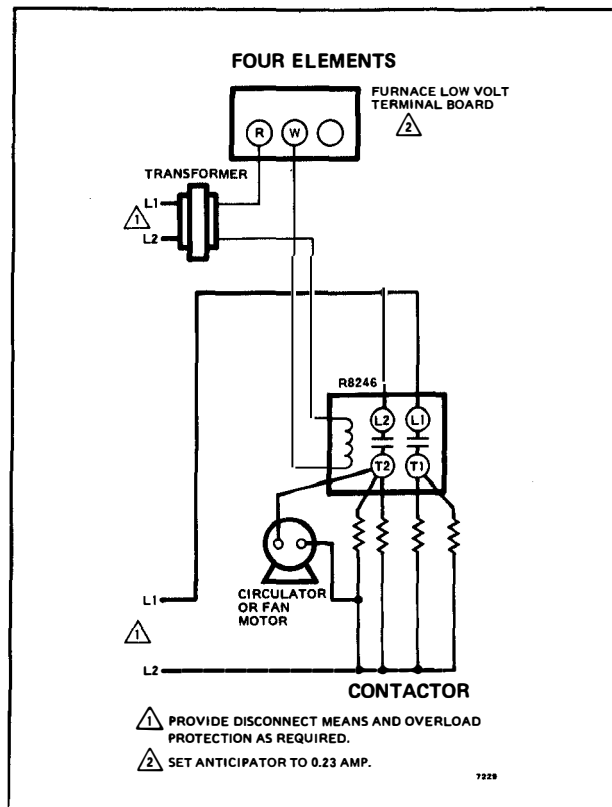 FOUR ELEMENTS
FURNACE LOW VOLT
TERMINAL BOARD
2
R W
TRANSFORMER
L1
1
L2
R8246
L2 L1
T2 T1
CIRCULATOR
OR FAN
MOTOR
L1
1
L2
CONTACTOR
1 PROVIDE DISCONNECT MEANS AND OVERLOAD
PROTECTION AS REQUIRED.
2 SET ANTICIPATOR TO 0.23 AMP.
7229